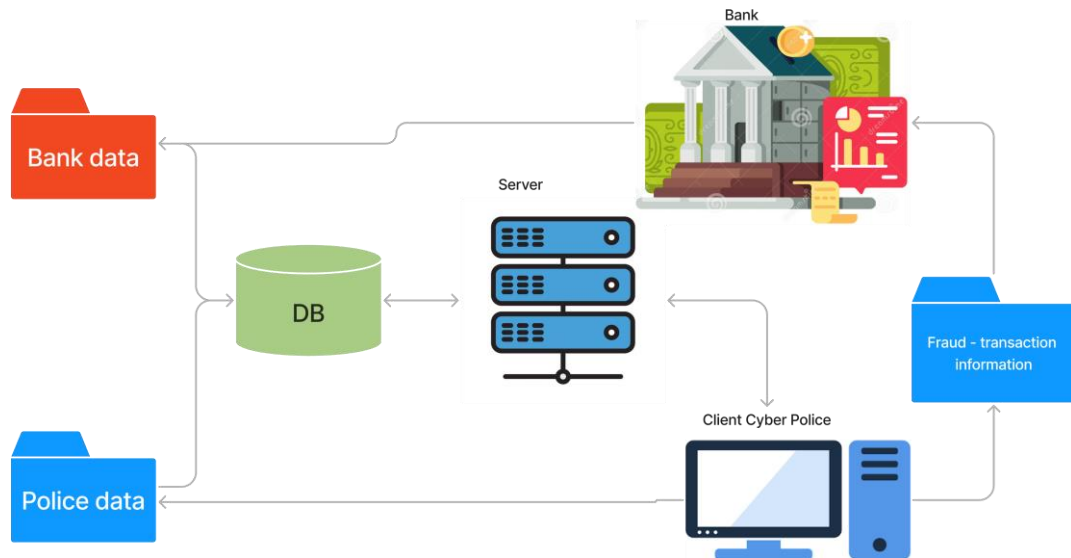 Bank
Bank data
Server
DB
Fraud - transaction
information
Client Cyber Police
Police data